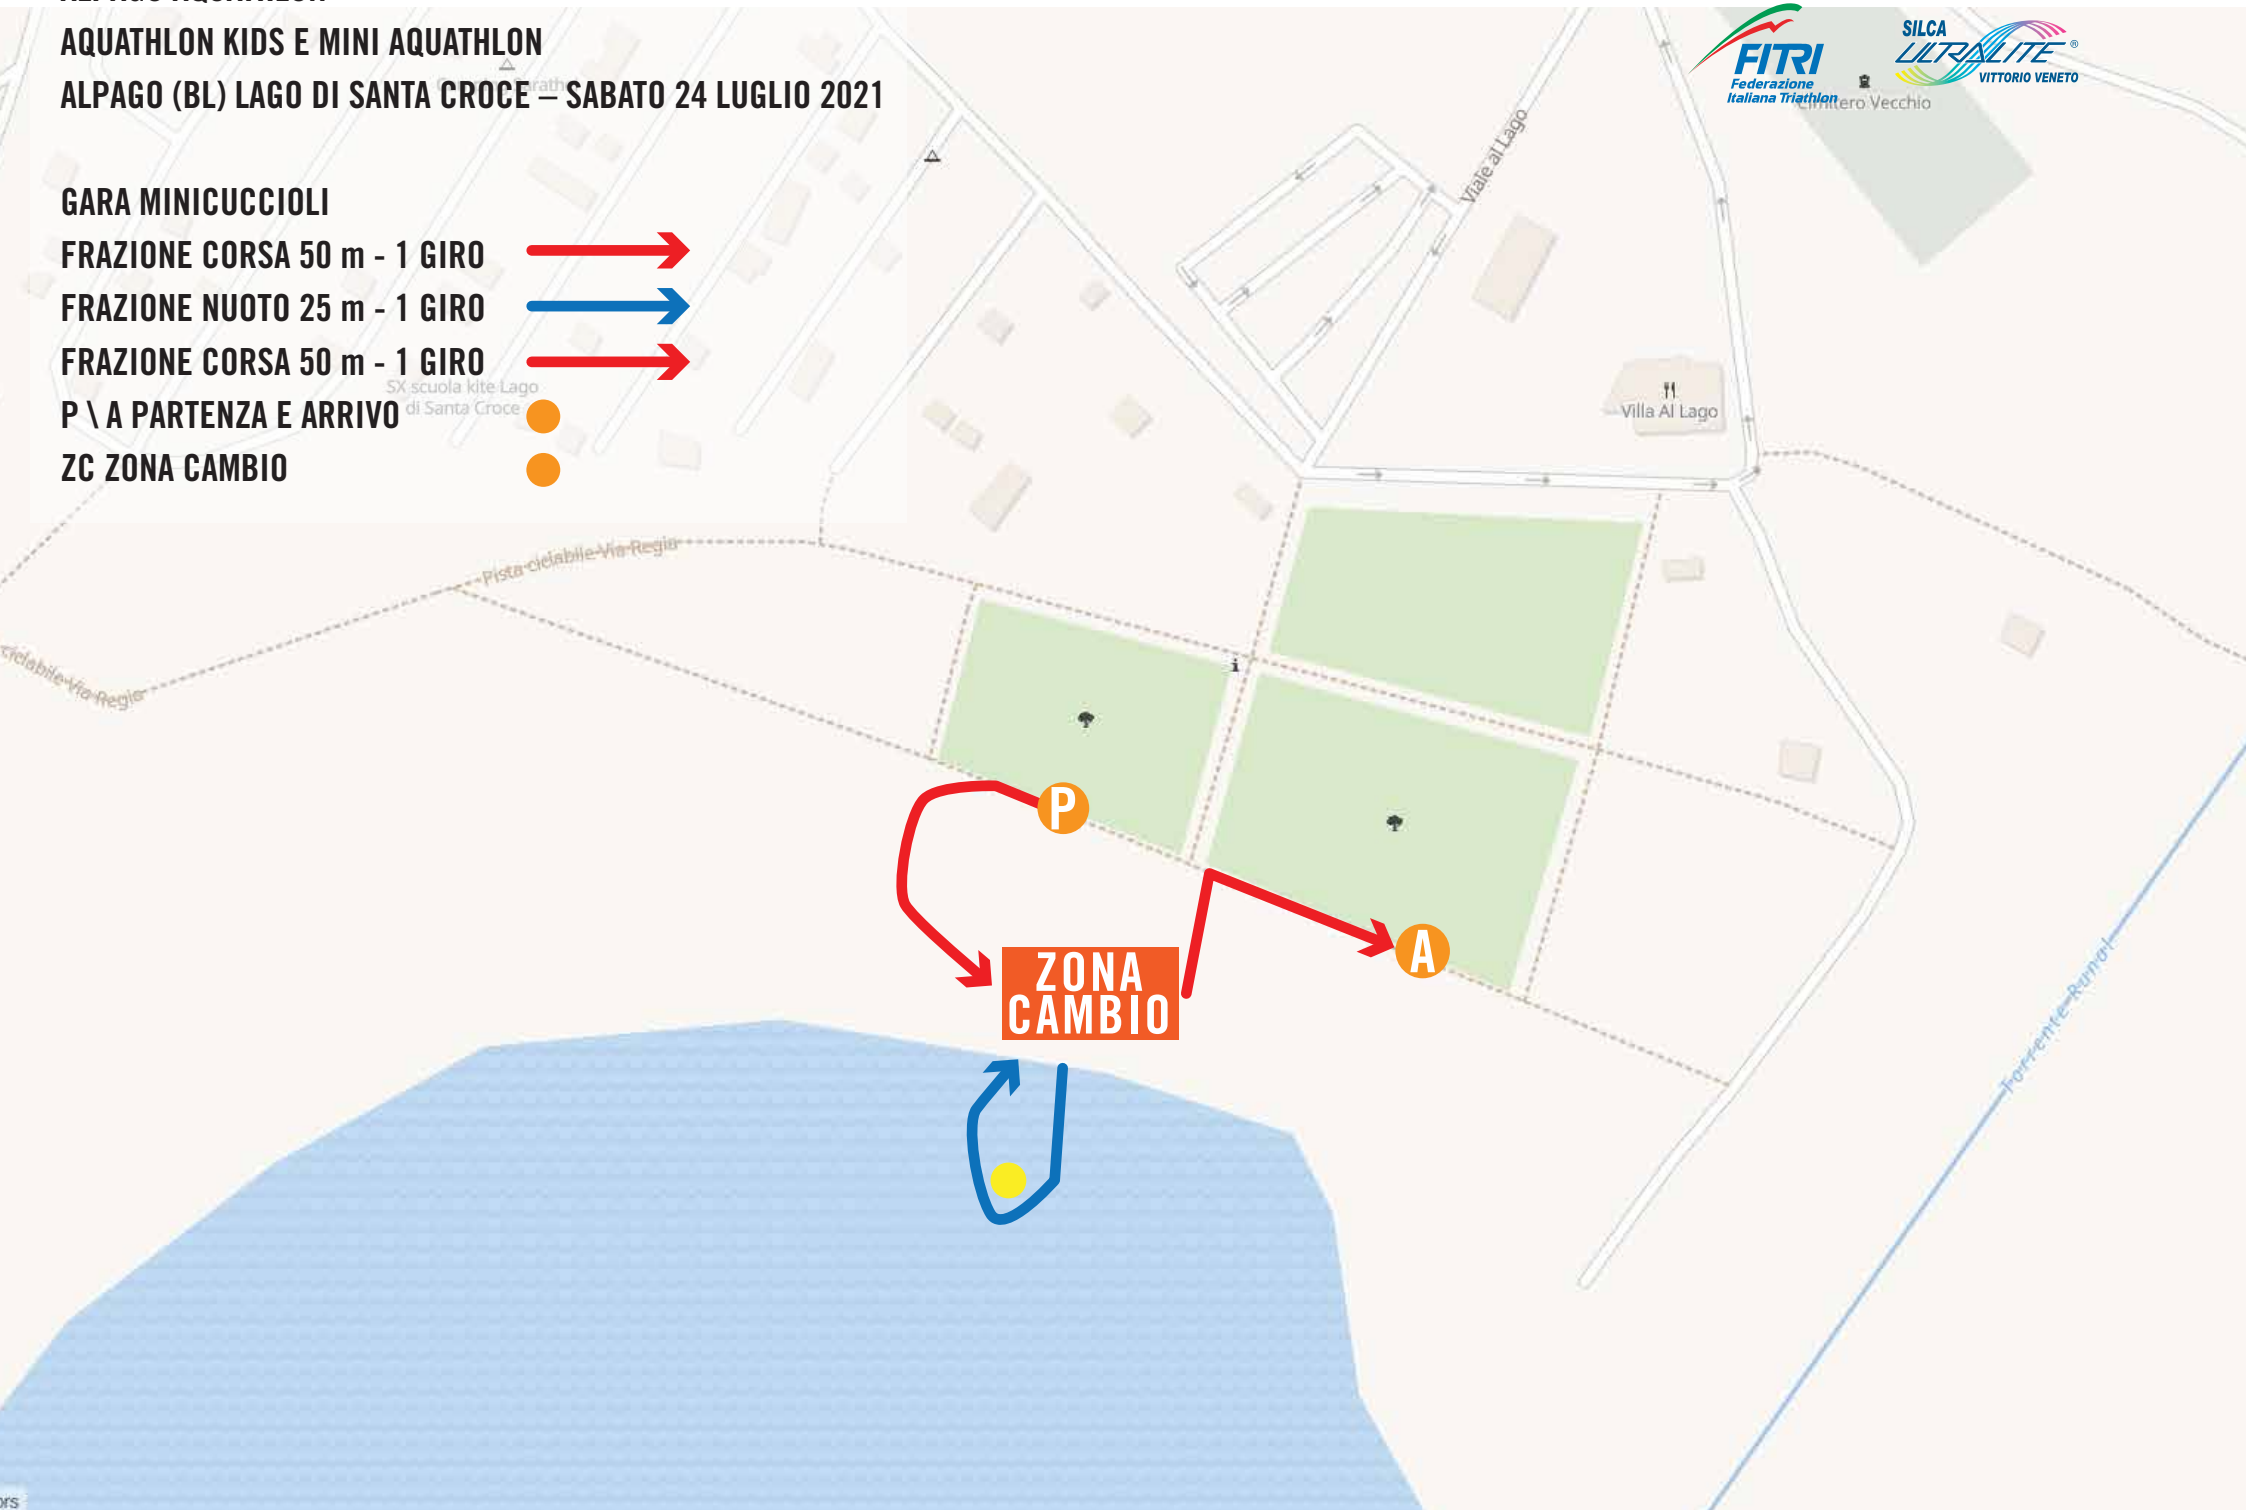 AQUATHLON KIDS E MINI AQUATHLON
ALPAGO (BL) LAGO DI SANTA CROCE – SABATO 24 LUGLIO 2021
GARA MINICUCCIOLI
FRAZIONE CORSA 50 m - 1 GIRO
FRAZIONE NUOTO 25 m - 1 GIRO
FRAZIONE CORSA 50 m - 1 GIRO
P \ A PARTENZA E ARRIVO
ZC ZONA CAMBIO
SX scuola kite Lago
di Santa Croce
FITRI
Federazione
Italiana Triathlon
SILCA
ULTRALITE ®
VITTORIO VENETO
Cimitero Vecchio
Viale al Lago
Villa Al Lago
Pista ciclabile Via Regia
ciclabile Via Regia
i
P
A
ZONA
CAMBIO
Torrente Runal